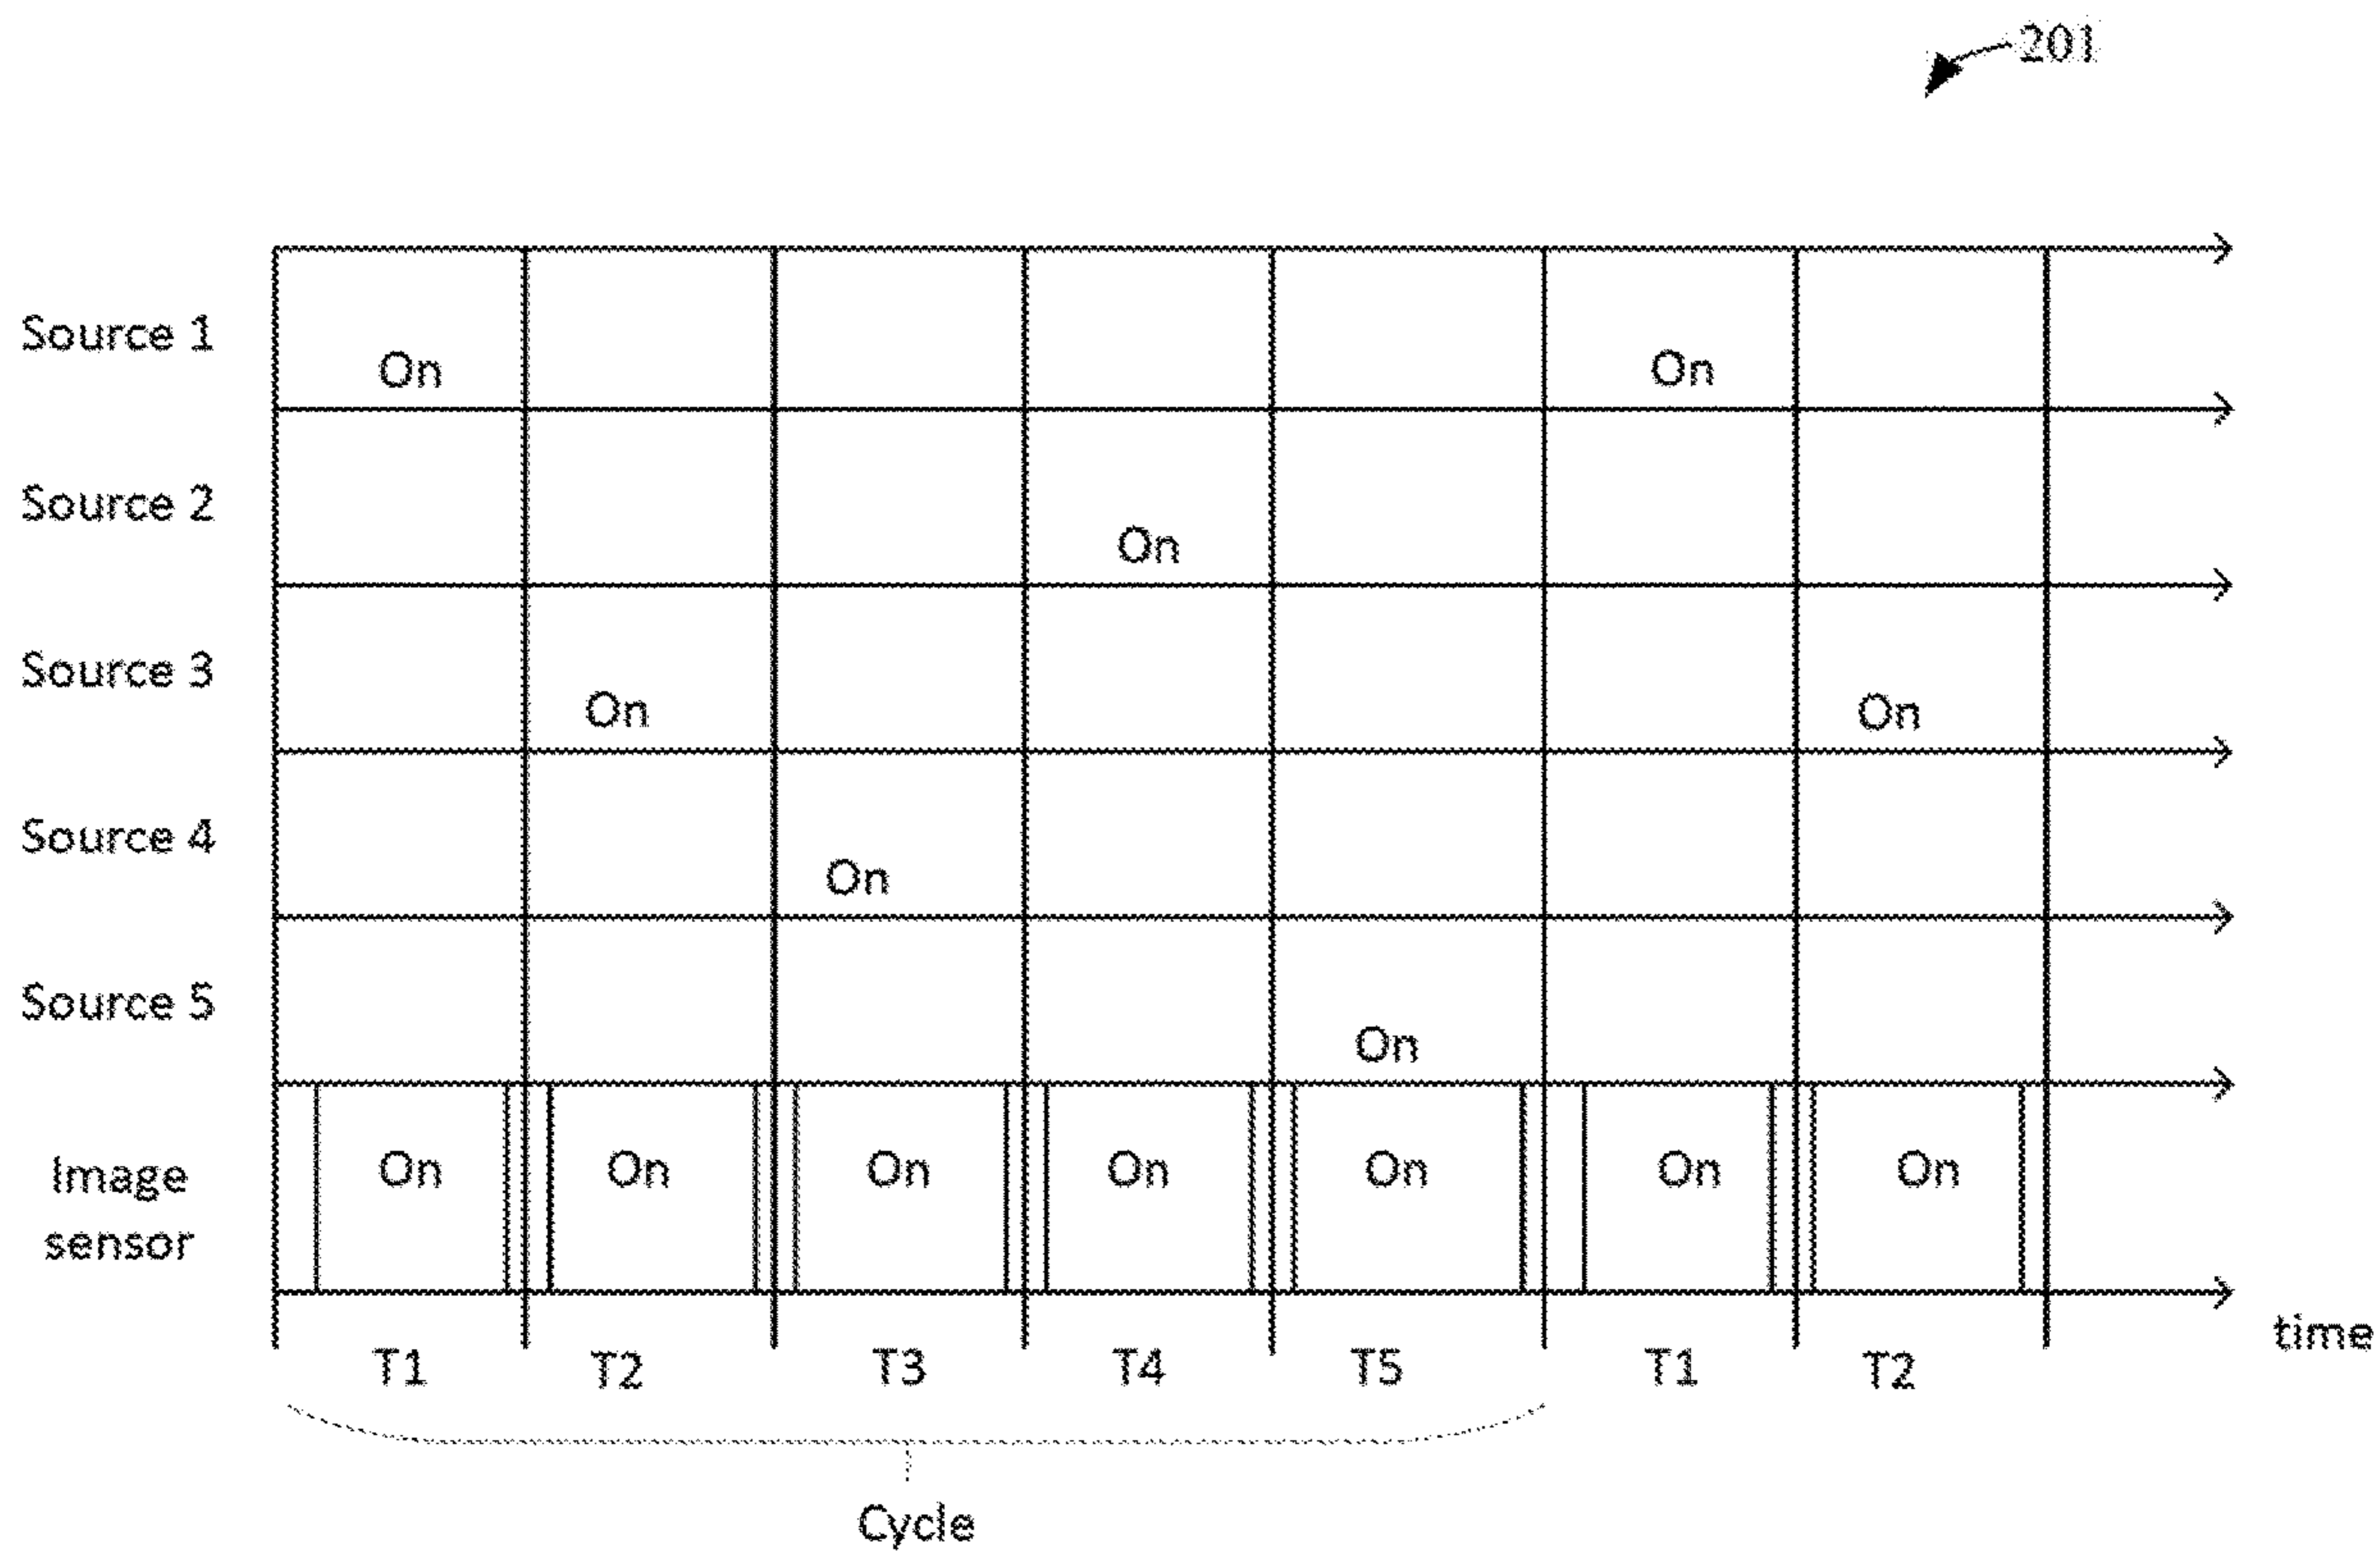 201
Source 1
On
On
Source 2
On
Source 3
On
On
Source 4
On
Source 5
On
Image
sensor
On
On
On
On
On
On
On
time
T1
T2
T3
T4
T5
T1
T2
Cycle